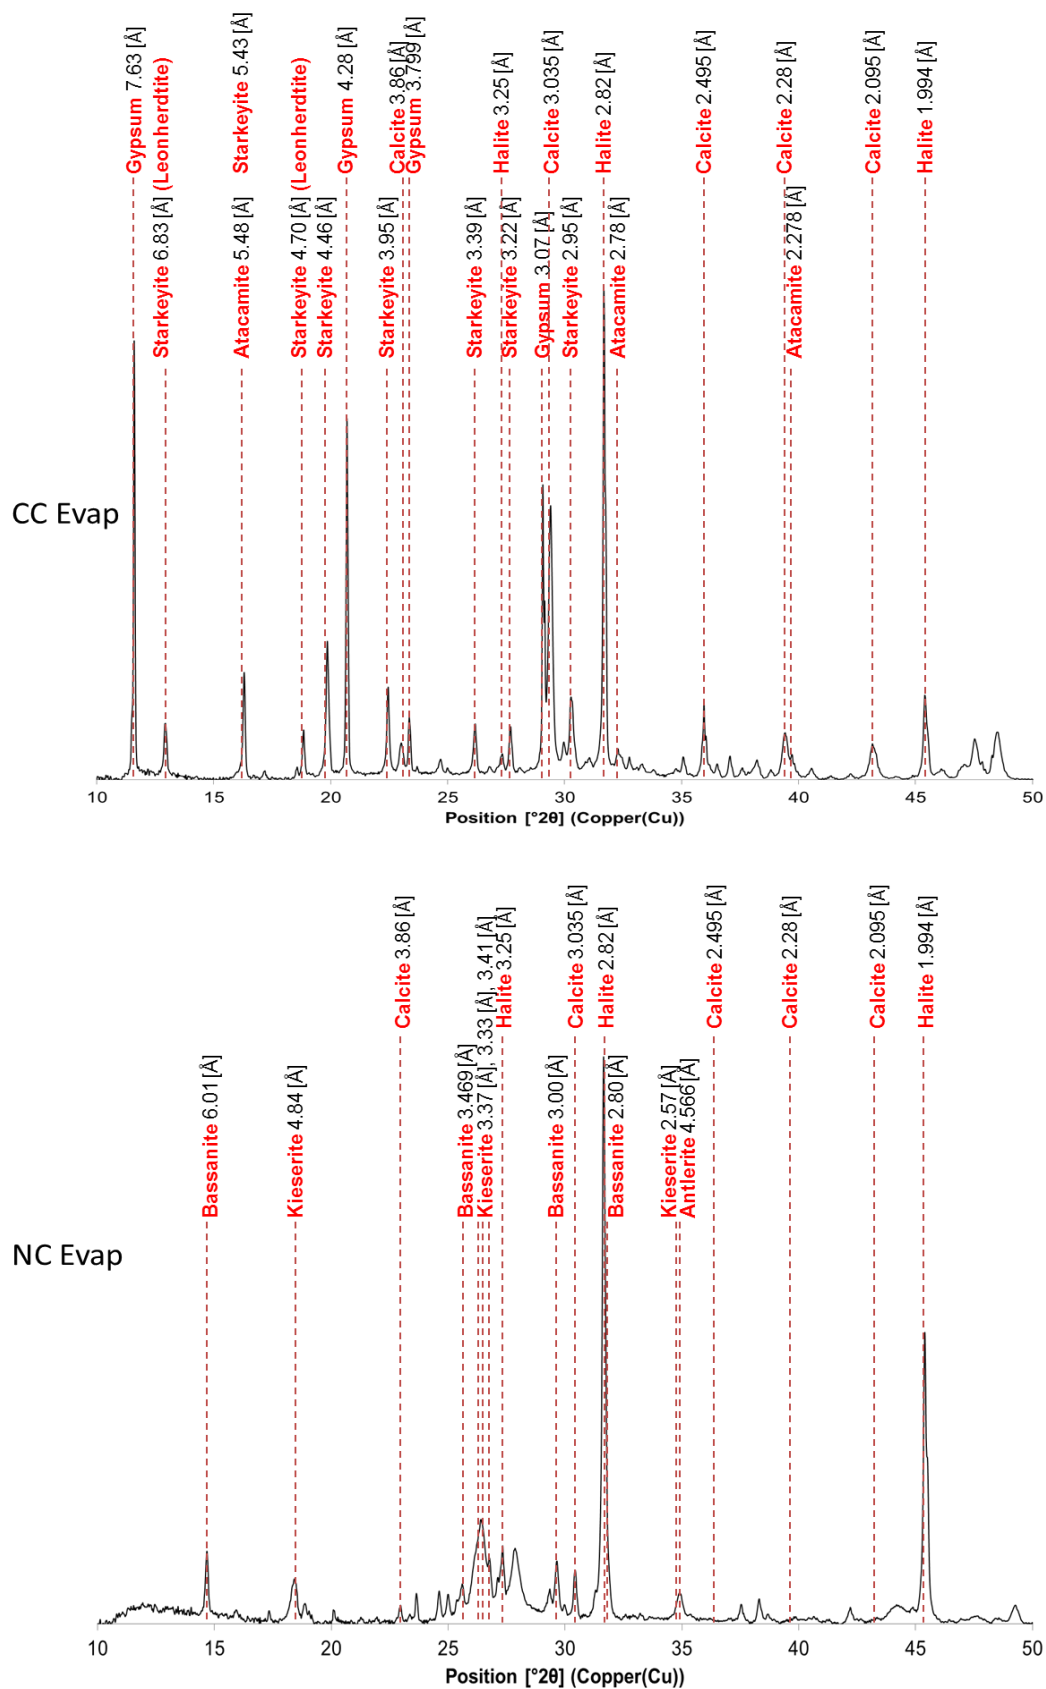 Gypsum 7.63 [Å]
Starkeyite 6.83 [Å] (Leonherdtite)
Starkeyite 5.43 [Å]
Atacamite 5.48 [Å]
Starkeyite 4.70 [Å] (Leonherdtite)
Starkeyite 4.46 [Å]
Gypsum 4.28 [Å]
Starkeyite 3.95 [Å]
Calcite 3.86 [Å]
Gypsum 3.799 [Å]
Starkeyite 3.39 [Å]
Halite 3.25 [Å]
Starkeyite 3.22 [Å]
Gypsum 3.07 [Å]
Calcite 3.035 [Å]
Starkeyite 2.95 [Å]
Halite 2.82 [Å]
Atacamite 2.78 [Å]
Calcite 2.495 [Å]
Calcite 2.28 [Å]
Atacamite 2.278 [Å]
Calcite 2.095 [Å]
Halite 1.994 [Å]
CC Evap
10 15 20 25 30 35 40 45 50
Position [°2θ] (Copper(Cu))
Bassanite 6.01 [Å]
Kieserite 4.84 [Å]
Calcite 3.86 [Å]
Bassanite 3.469 [Å]
Kieserite 3.37 [Å], 3.33 [Å], 3.41 [Å]
Halite 3.25 [Å]
Bassanite 3.00 [Å]
Calcite 3.035 [Å]
Halite 2.82 [Å]
Bassanite 2.80 [Å]
Kieserite 2.57 [Å]
Antlerite 4.566 [Å]
Calcite 2.495 [Å]
Calcite 2.28 [Å]
Calcite 2.095 [Å]
Halite 1.994 [Å]
NC Evap
10 15 20 25 30 35 40 45 50
Position [°2θ] (Copper(Cu))